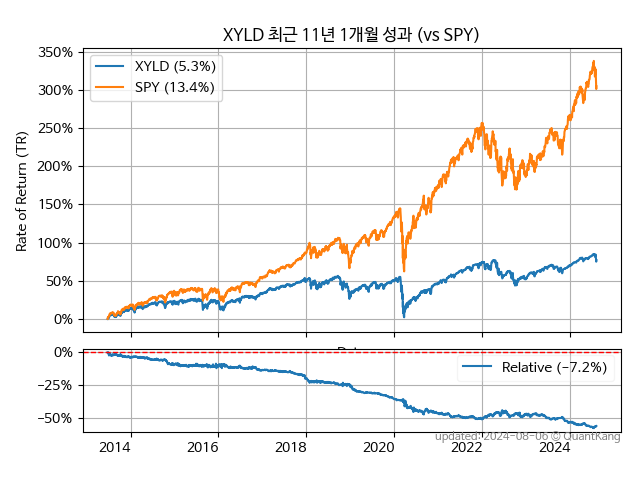 XYLD 최근 11년 1개월 성과 (vs SPY)
350%
300%
250%
200%
150%
100%
50%
0%
Rate of Return (TR)
XYLD (5.3%)
SPY (13.4%)
0%
−25%
−50%
Relative (−7.2%)
2014
2016
2018
2020
2022
2024
updated: 2024-08-06 © QuantKang